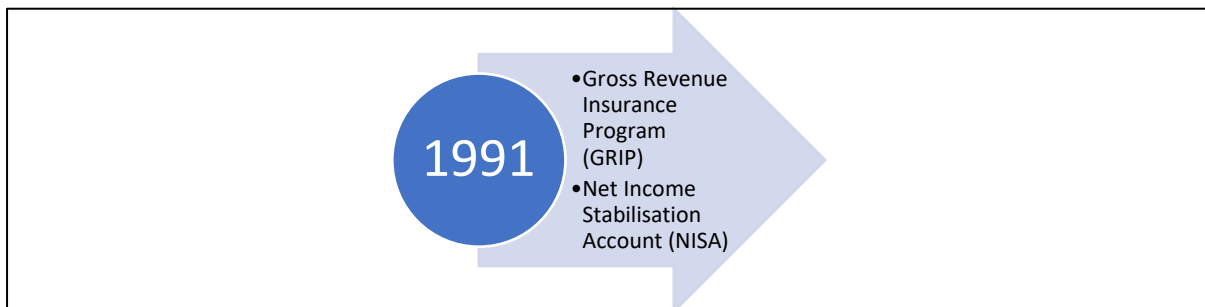 1991
•Gross Revenue
Insurance
Program
(GRIP)
•Net Income
Stabilisation
Account (NISA)